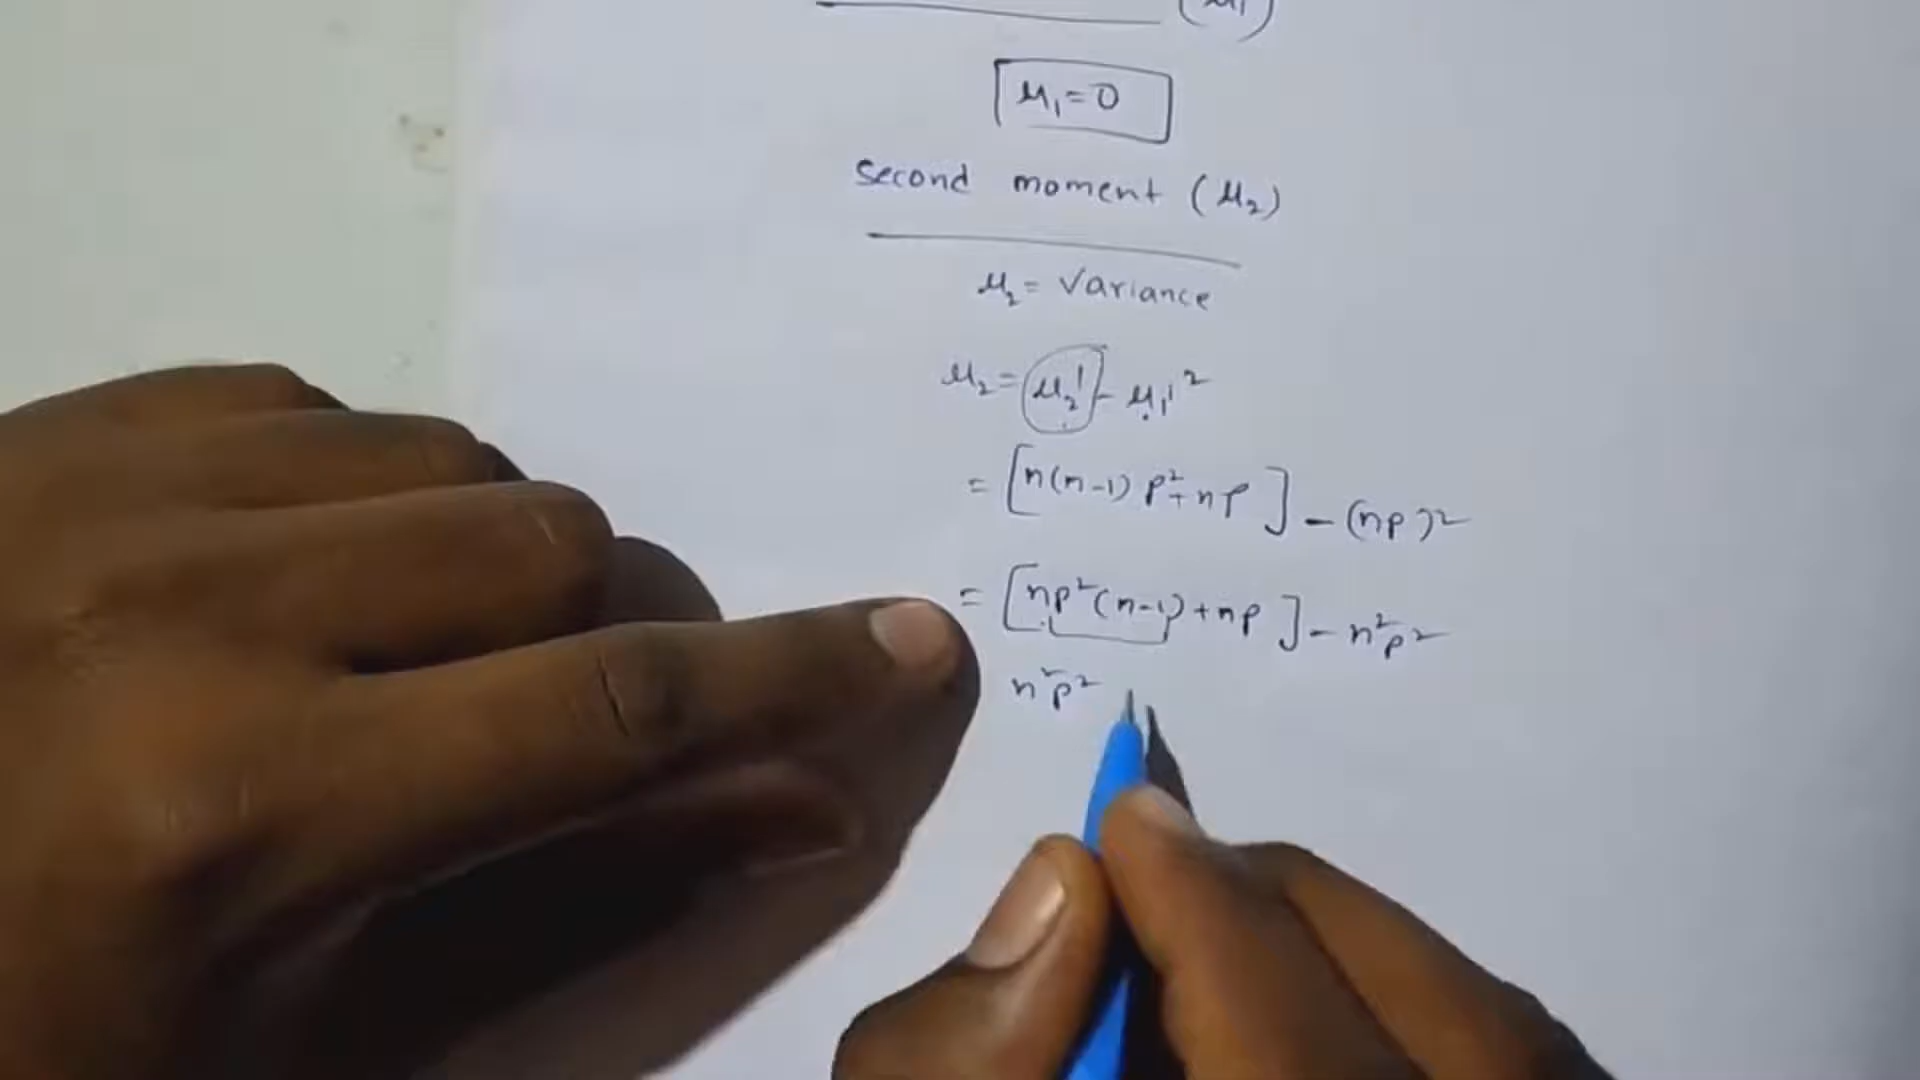 (μ₁)
μ₁=0
second moment (μ₂)
μ₂= Variance
μ₂= μ₂' - μ₁'²
= [n(n-1) p²+np] - (np)²
= [np²(n-1)+np] - n²p²
n²p²